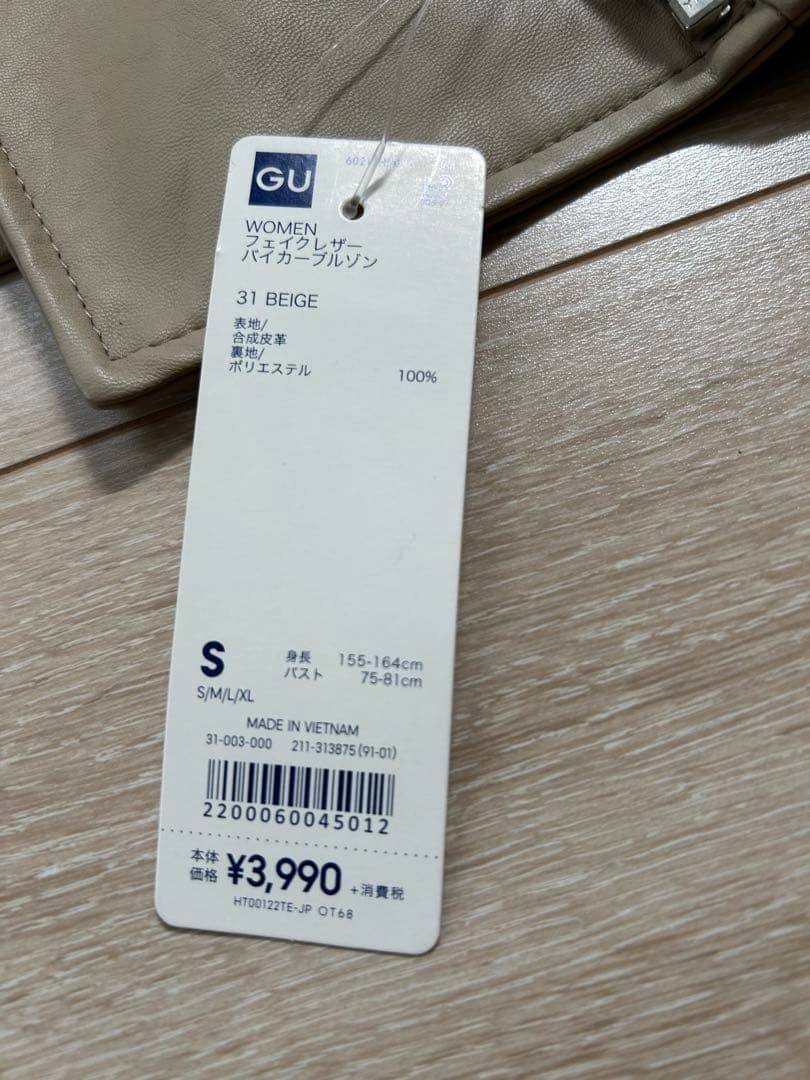 GU
WOMEN
フェイクレザー
バイカーブルゾン
31 BEIGE
表地/
合成皮革
裏地/
ポリエステル 100%
S 身長 155-164cm
バスト 75-81cm
S/M/L/XL
MADE IN VIETNAM
31-003-000 211-313875(91-01)
2200060045012
本体価格 ¥3,990 +消費税
HT00122TE-JP OT68